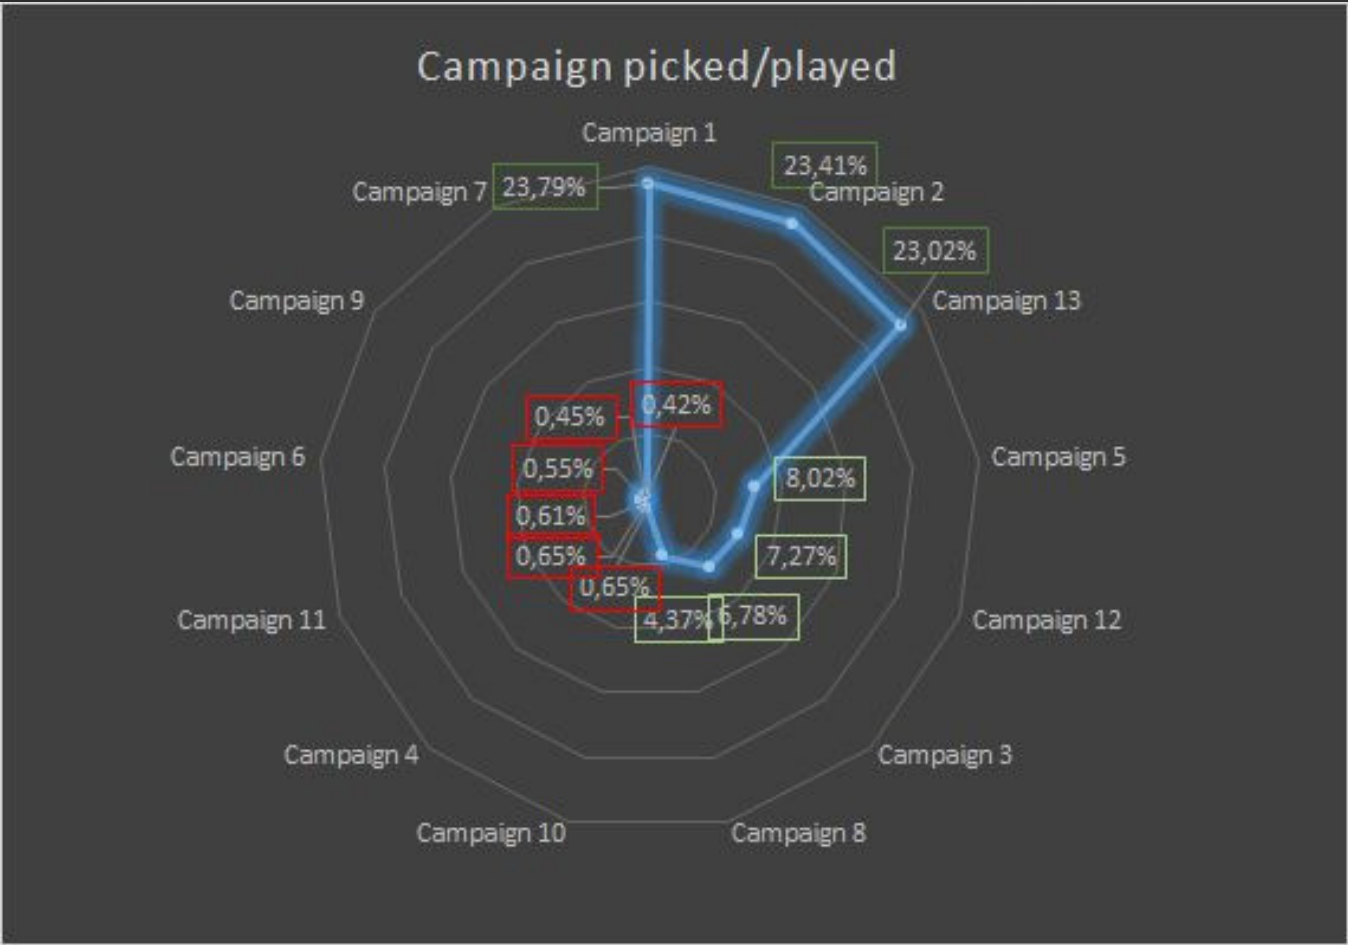 Campaign picked/played
Campaign 1
23,41%
Campaign 7
23,79%
Campaign 2
23,02%
Campaign 9
Campaign 13
0,45%
0,42%
Campaign 6
0,55%
8,02%
Campaign 5
0,61%
0,65%
7,27%
0,65%
4,37%
6,78%
Campaign 11
Campaign 12
Campaign 4
Campaign 3
Campaign 10
Campaign 8